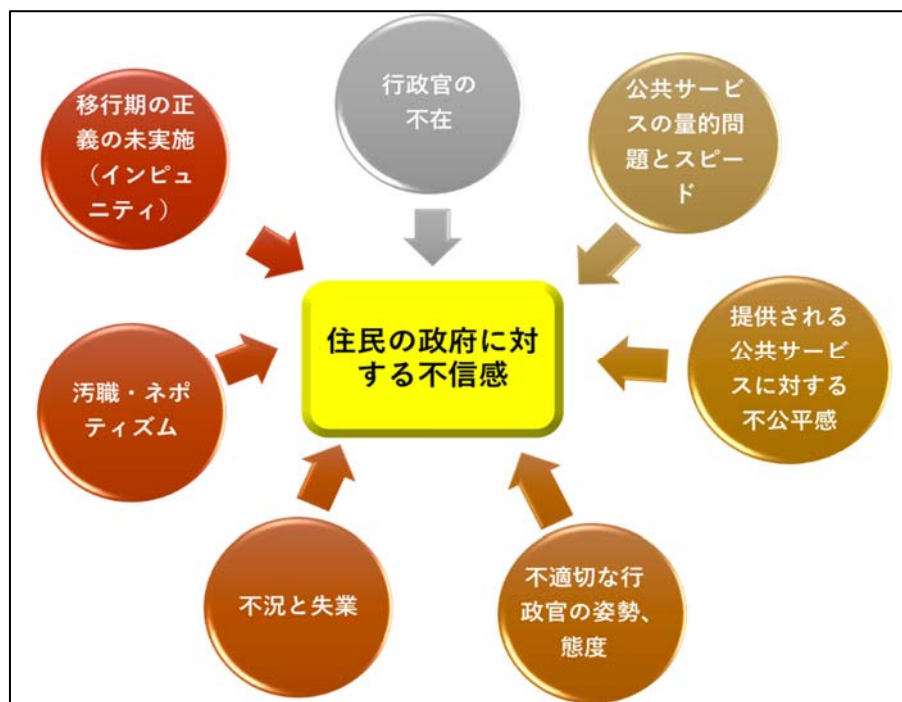 行政官の
不在
公共サービ
スの量的問
題とスピー
ド
提供される
公共サービ
スに対する
不公平感
不適切な行
政官の姿勢、
態度
不況と失業
汚職・ネポ
ティズム
移行期の正
義の未実施
（インピュ
ニティ）
住民の政府に対
する不信感